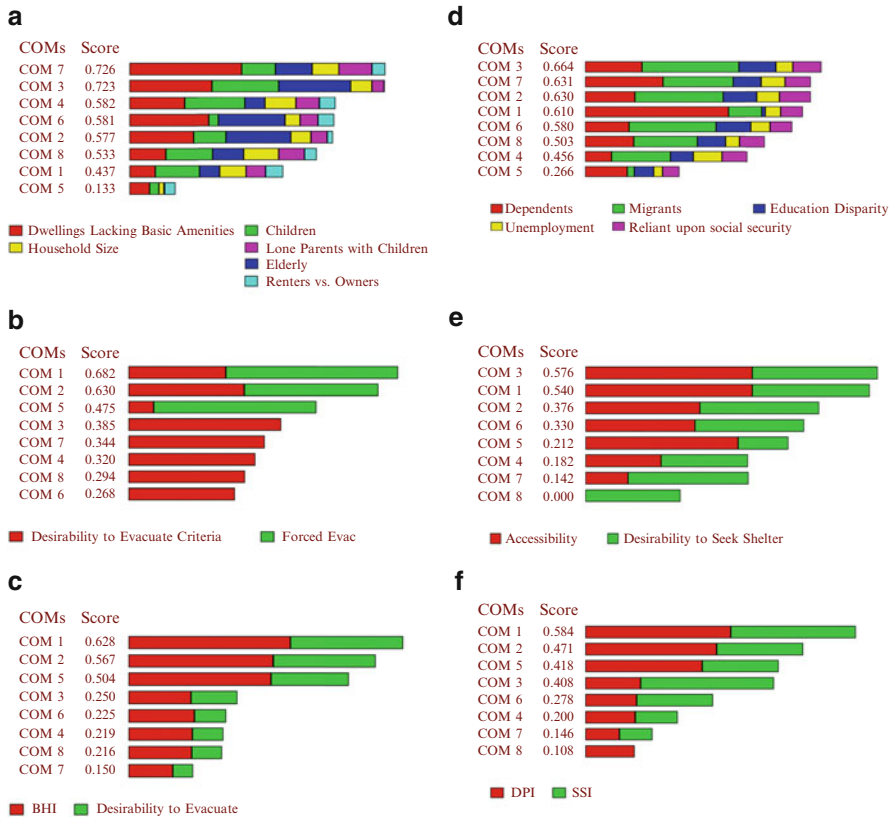 a
COMs Score
COM 7 0.726
COM 3 0.723
COM 4 0.582
COM 6 0.581
COM 2 0.577
COM 8 0.533
COM 1 0.437
COM 5 0.133
Dwellings Lacking Basic Amenities
Children
Household Size
Lone Parents with Children
Elderly
Renters vs. Owners
b
COMs Score
COM 1 0.682
COM 2 0.630
COM 5 0.475
COM 3 0.385
COM 7 0.344
COM 4 0.320
COM 8 0.294
COM 6 0.268
Desirability to Evacuate Criteria
Forced Evac
c
COMs Score
COM 1 0.628
COM 2 0.567
COM 5 0.504
COM 3 0.250
COM 6 0.225
COM 4 0.219
COM 8 0.216
COM 7 0.150
BHI
Desirability to Evacuate
d
COMs Score
COM 3 0.664
COM 7 0.631
COM 2 0.630
COM 1 0.610
COM 6 0.580
COM 8 0.503
COM 4 0.456
COM 5 0.266
Dependents
Migrants
Education Disparity
Unemployment
Reliant upon social security
e
COMs Score
COM 3 0.576
COM 1 0.540
COM 2 0.376
COM 6 0.330
COM 5 0.212
COM 4 0.182
COM 7 0.142
COM 8 0.000
Accessibility
Desirability to Seek Shelter
f
COMs Score
COM 1 0.584
COM 2 0.471
COM 5 0.418
COM 3 0.408
COM 6 0.278
COM 4 0.200
COM 7 0.146
COM 8 0.108
DPI
SSI